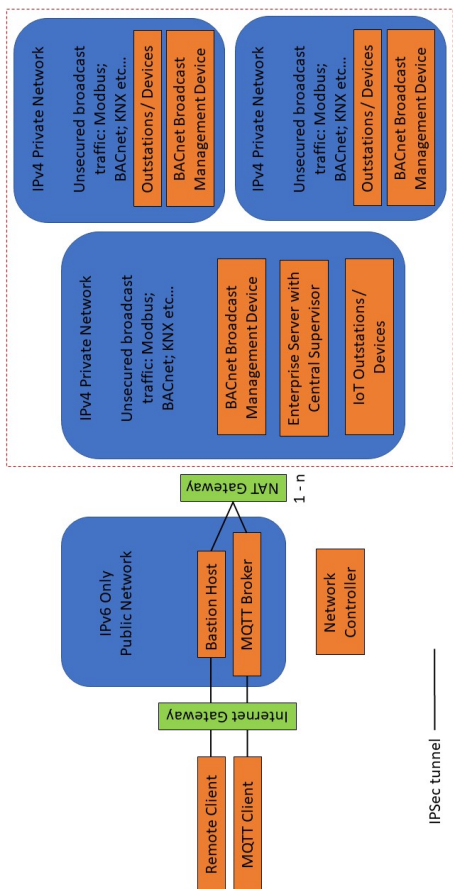 Remote Client
MQTT Client
Internet Gateway
IPv6 Only
Public Network
Bastion Host
MQTT Broker
Network
Controller
IPSec tunnel
NAT Gateway
1 - n
IPv4 Private Network
Unsecured broadcast
traffic: Modbus;
BACnet; KNX etc...
BACnet Broadcast
Management Device
Enterprise Server with
Central Supervisor
IoT Outstations /
Devices
IPv4 Private Network
Unsecured broadcast
traffic: Modbus;
BACnet; KNX etc...
Outstations / Devices
BACnet Broadcast
Management Device
IPv4 Private Network
Unsecured broadcast
traffic: Modbus;
BACnet; KNX etc...
Outstations / Devices
BACnet Broadcast
Management Device